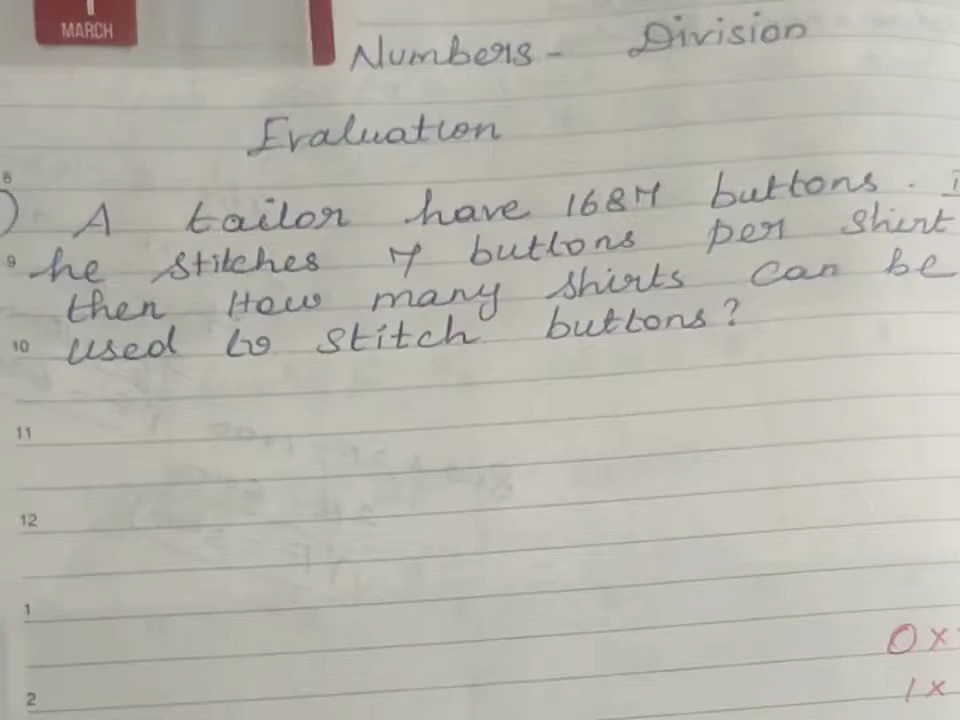 MARCH
Numbers - Division
Evaluation
8
) A tailor have 1687 buttons. I
9 he stitches 7 buttons per shirt
then How many shirts can be
10 used to stitch buttons?
11
12
1
0 x
1 x
2